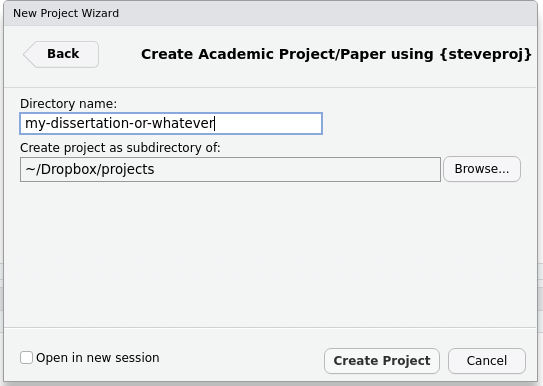 New Project Wizard
Back
Create Academic Project/Paper using {steveproj}
Directory name:
my-dissertation-or-whatever
Create project as subdirectory of:
~/Dropbox/projects
Browse...
Open in new session
Create Project
Cancel